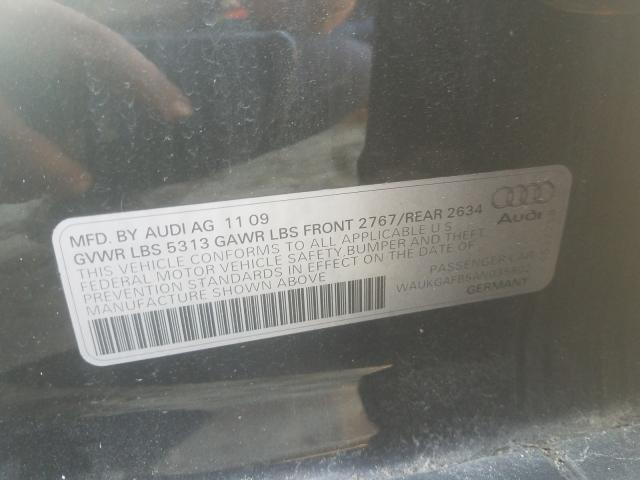 MFD. BY AUDI AG 11 09
GVWR LBS 5313 GAWR LBS FRONT 2767/REAR 2634
THIS VEHICLE CONFORMS TO ALL APPLICABLE U.S.
FEDERAL MOTOR VEHICLE SAFETY, BUMPER AND THEFT
PREVENTION STANDARDS IN EFFECT ON DATE OF
MANUFACTURE SHOWN ABOVE
Audi
PASSENGER CAR
GERMANY